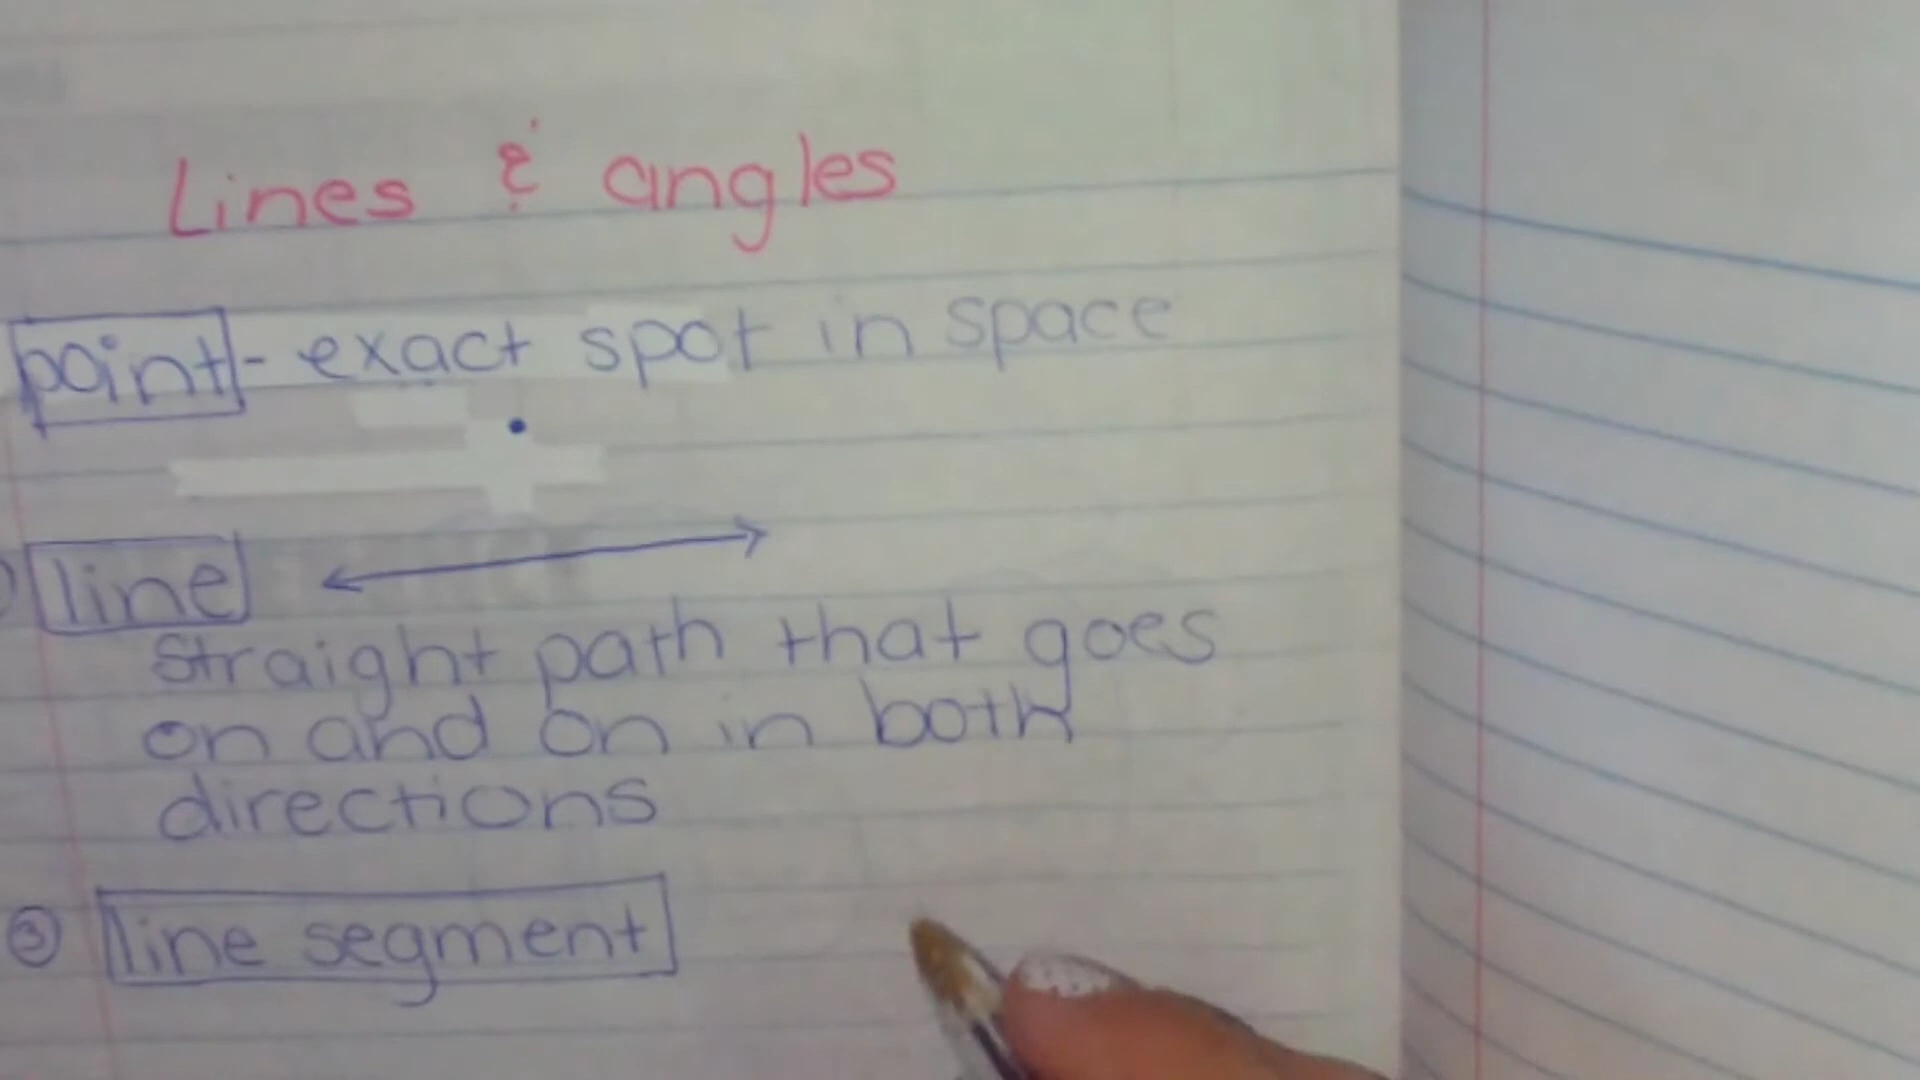 Lines & angles
point - exact spot in space
line
straight path that goes
on and on in both
directions
③ line segment